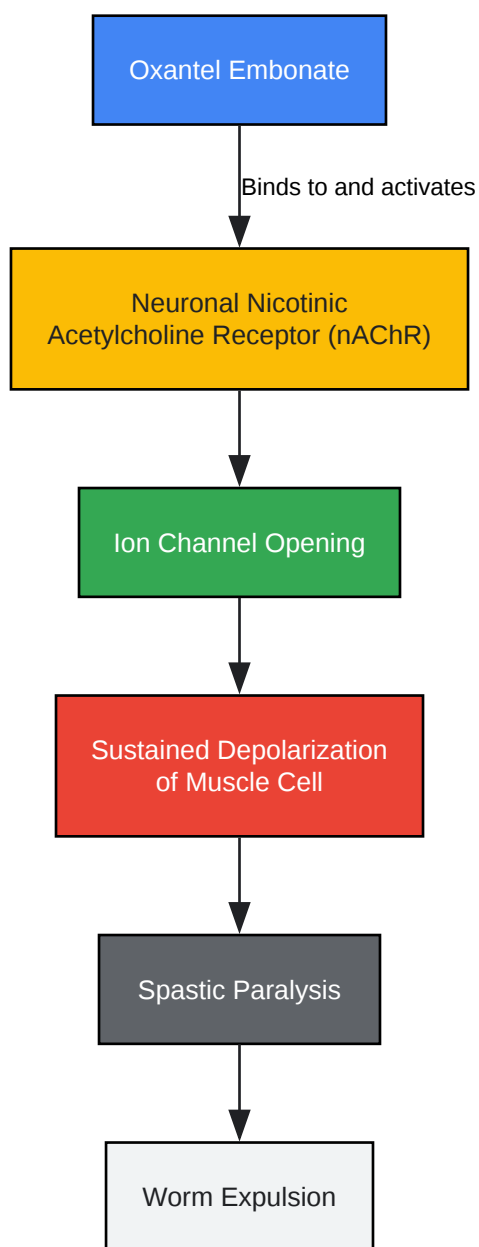 Oxantel Embonate
Binds to and activates
Neuronal Nicotinic
Acetylcholine Receptor (nAChR)
Ion Channel Opening
Sustained Depolarization
of Muscle Cell
Spastic Paralysis
Worm Expulsion